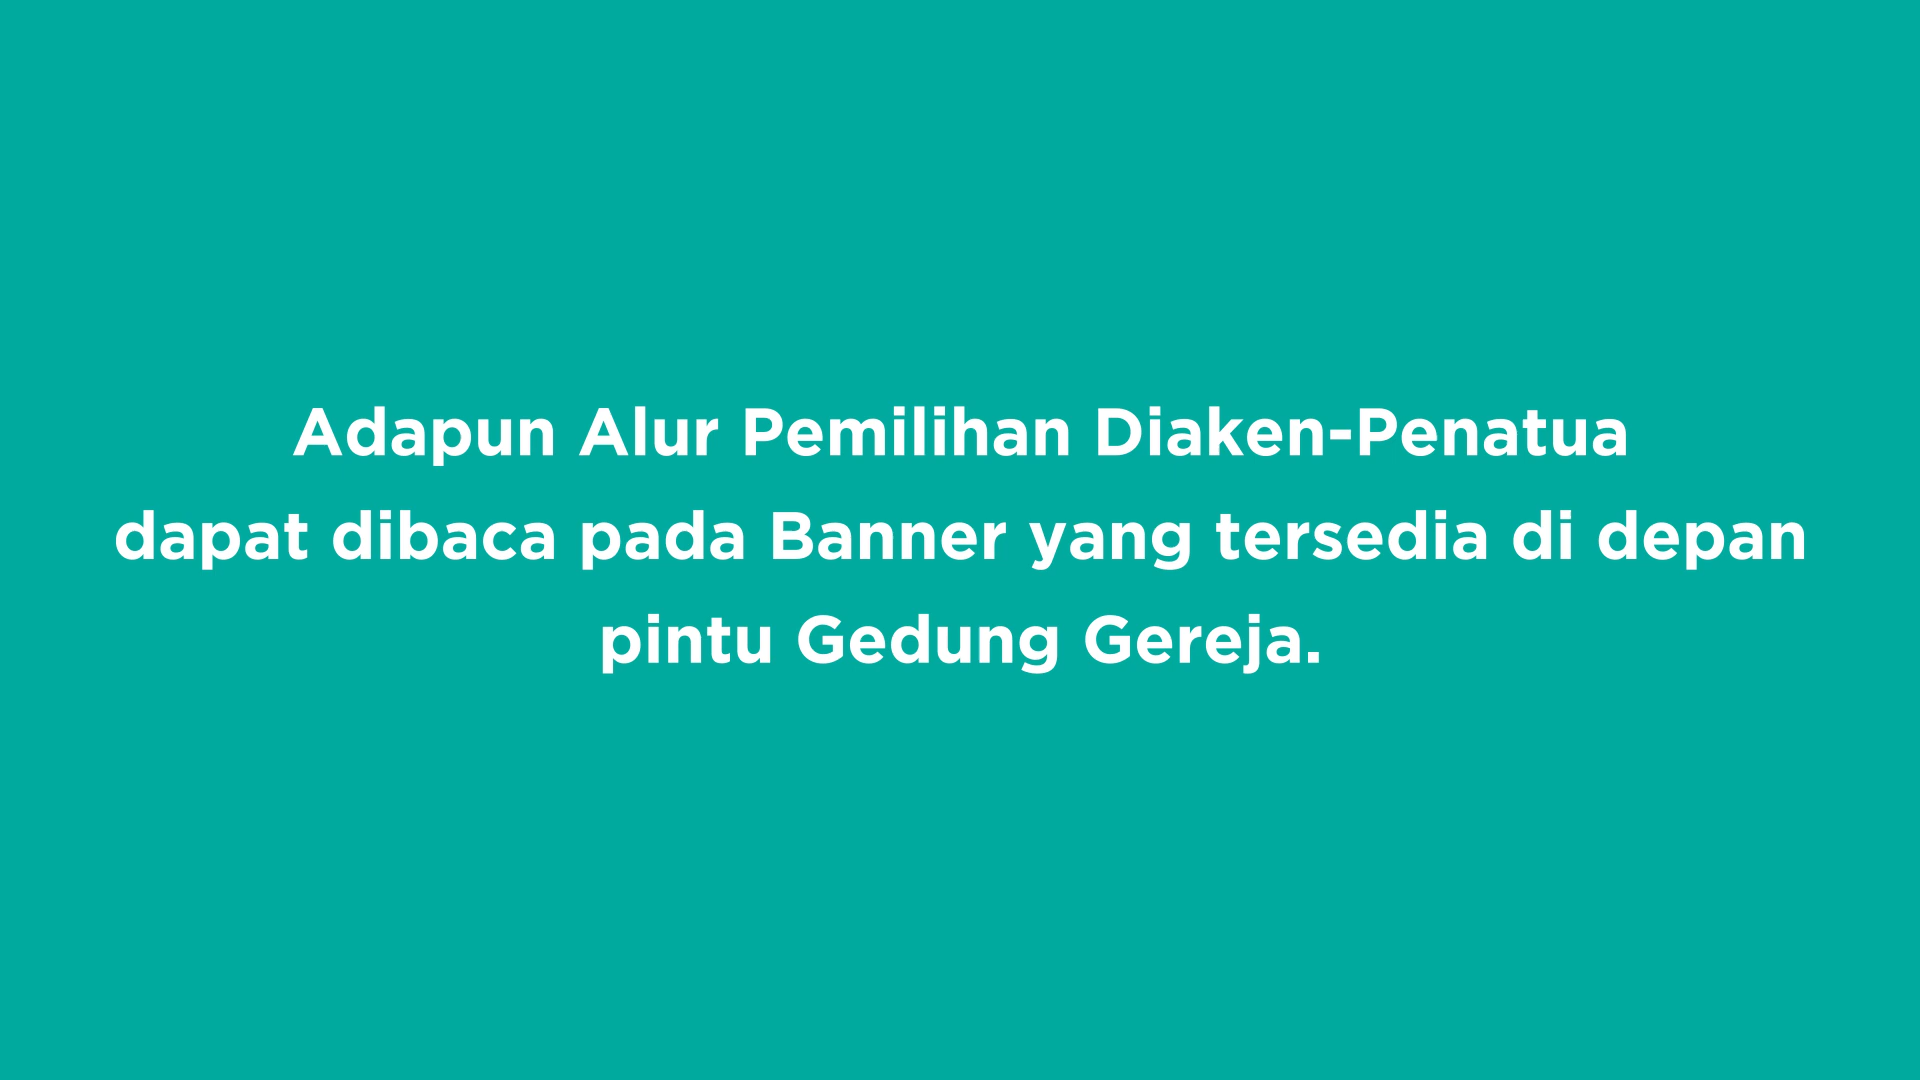 Adapun Alur Pemilihan Diaken-Penatua
dapat dibaca pada Banner yang tersedia di depan
pintu Gedung Gereja.